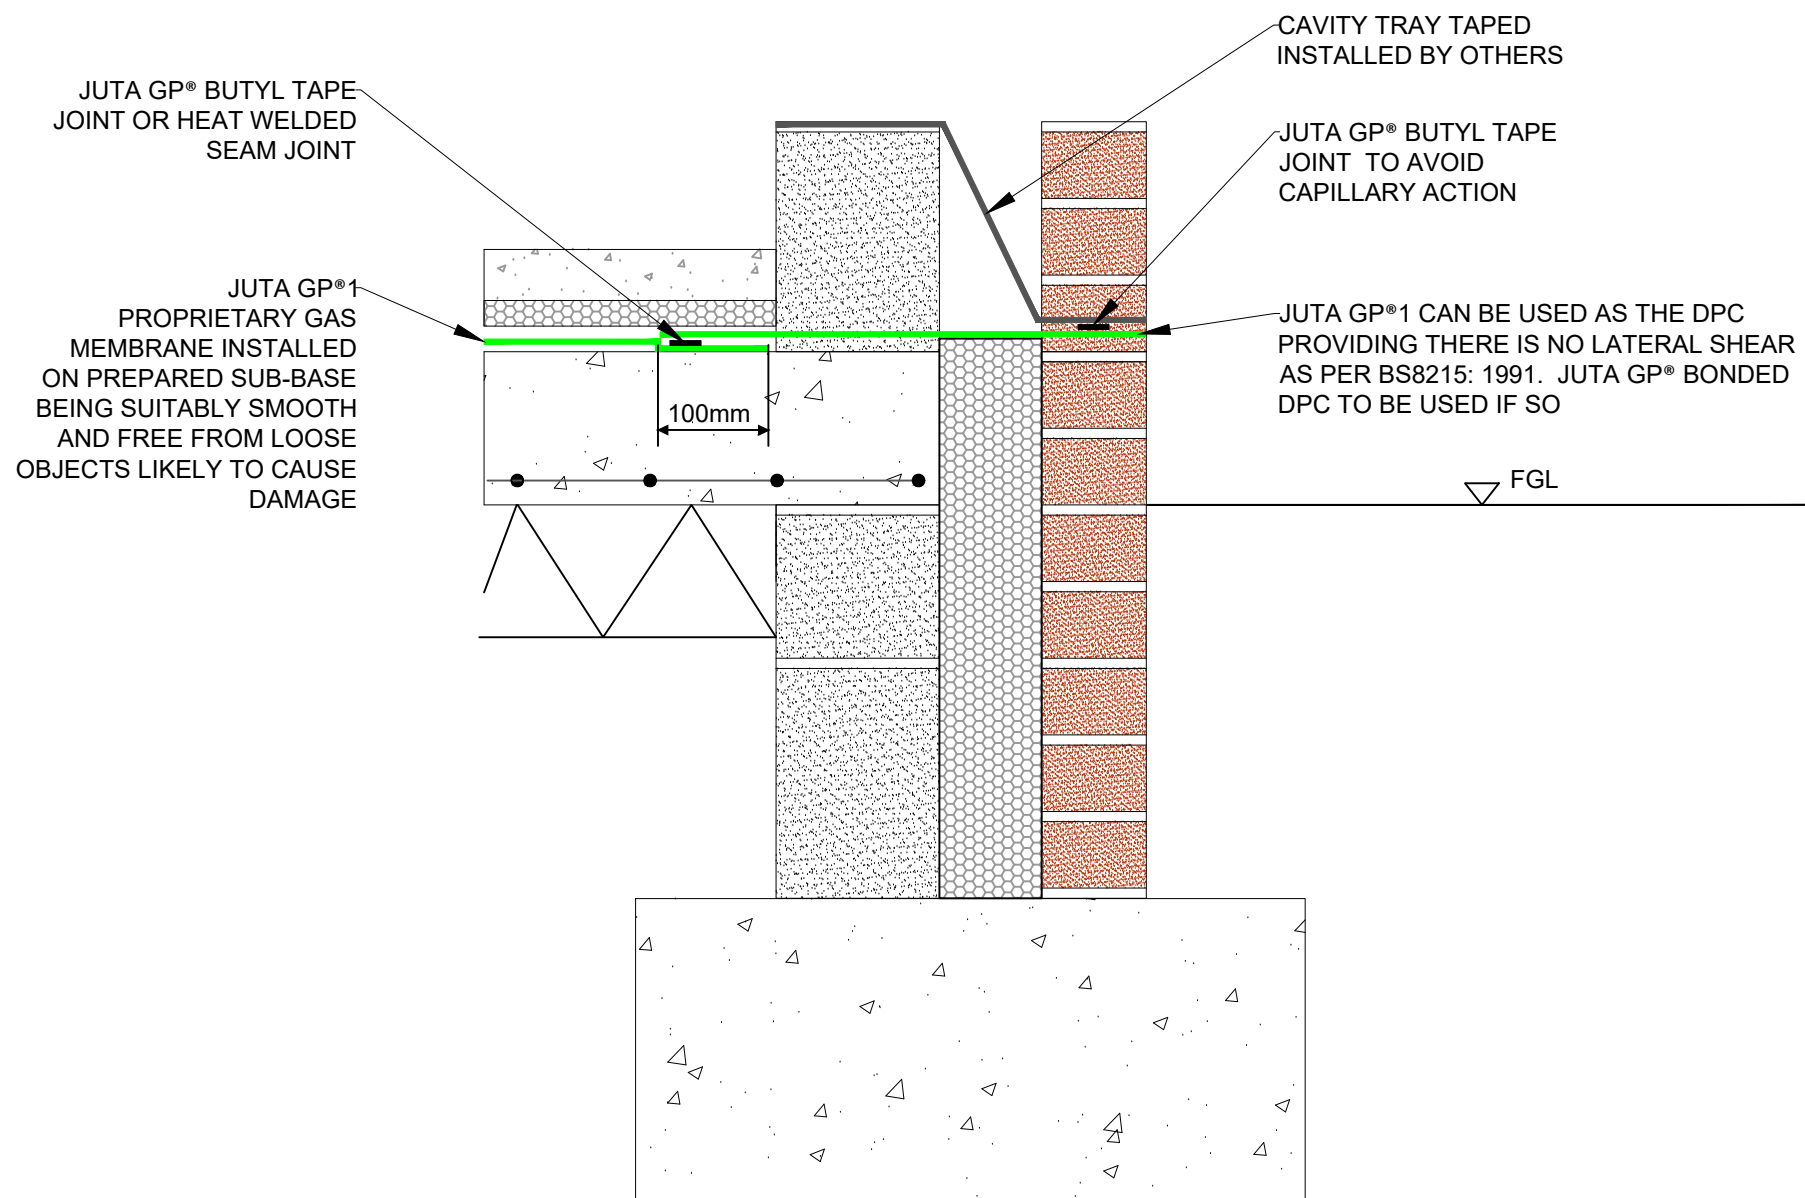 CAVITY TRAY TAPED
INSTALLED BY OTHERS
JUTA GP® BUTYL TAPE
JOINT OR HEAT WELDED
SEAM JOINT
JUTA GP® BUTYL TAPE
JOINT TO AVOID
CAPILLARY ACTION
JUTA GP®1
PROPRIETARY GAS
MEMBRANE INSTALLED
ON PREPARED SUB-BASE
BEING SUITABLY SMOOTH
AND FREE FROM LOOSE
OBJECTS LIKELY TO CAUSE
DAMAGE
JUTA GP®1 CAN BE USED AS THE DPC
PROVIDING THERE IS NO LATERAL SHEAR
AS PER BS8215: 1991. JUTA GP® BONDED
DPC TO BE USED IF SO
100mm
FGL